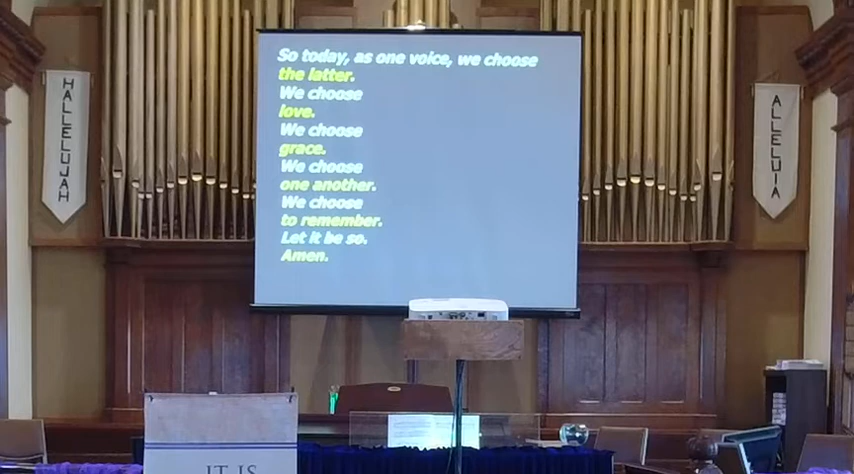 So today, as one voice, we choose
the latter.
We choose
love.
We choose
grace.
We choose
one another.
We choose
to remember.
Let it be so.
Amen.
HALLELUJAH
ALLELUIA
IT IS